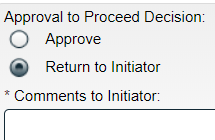 Approval to Proceed Decision:
Approve
Return to Initiator
* Comments to Initiator: